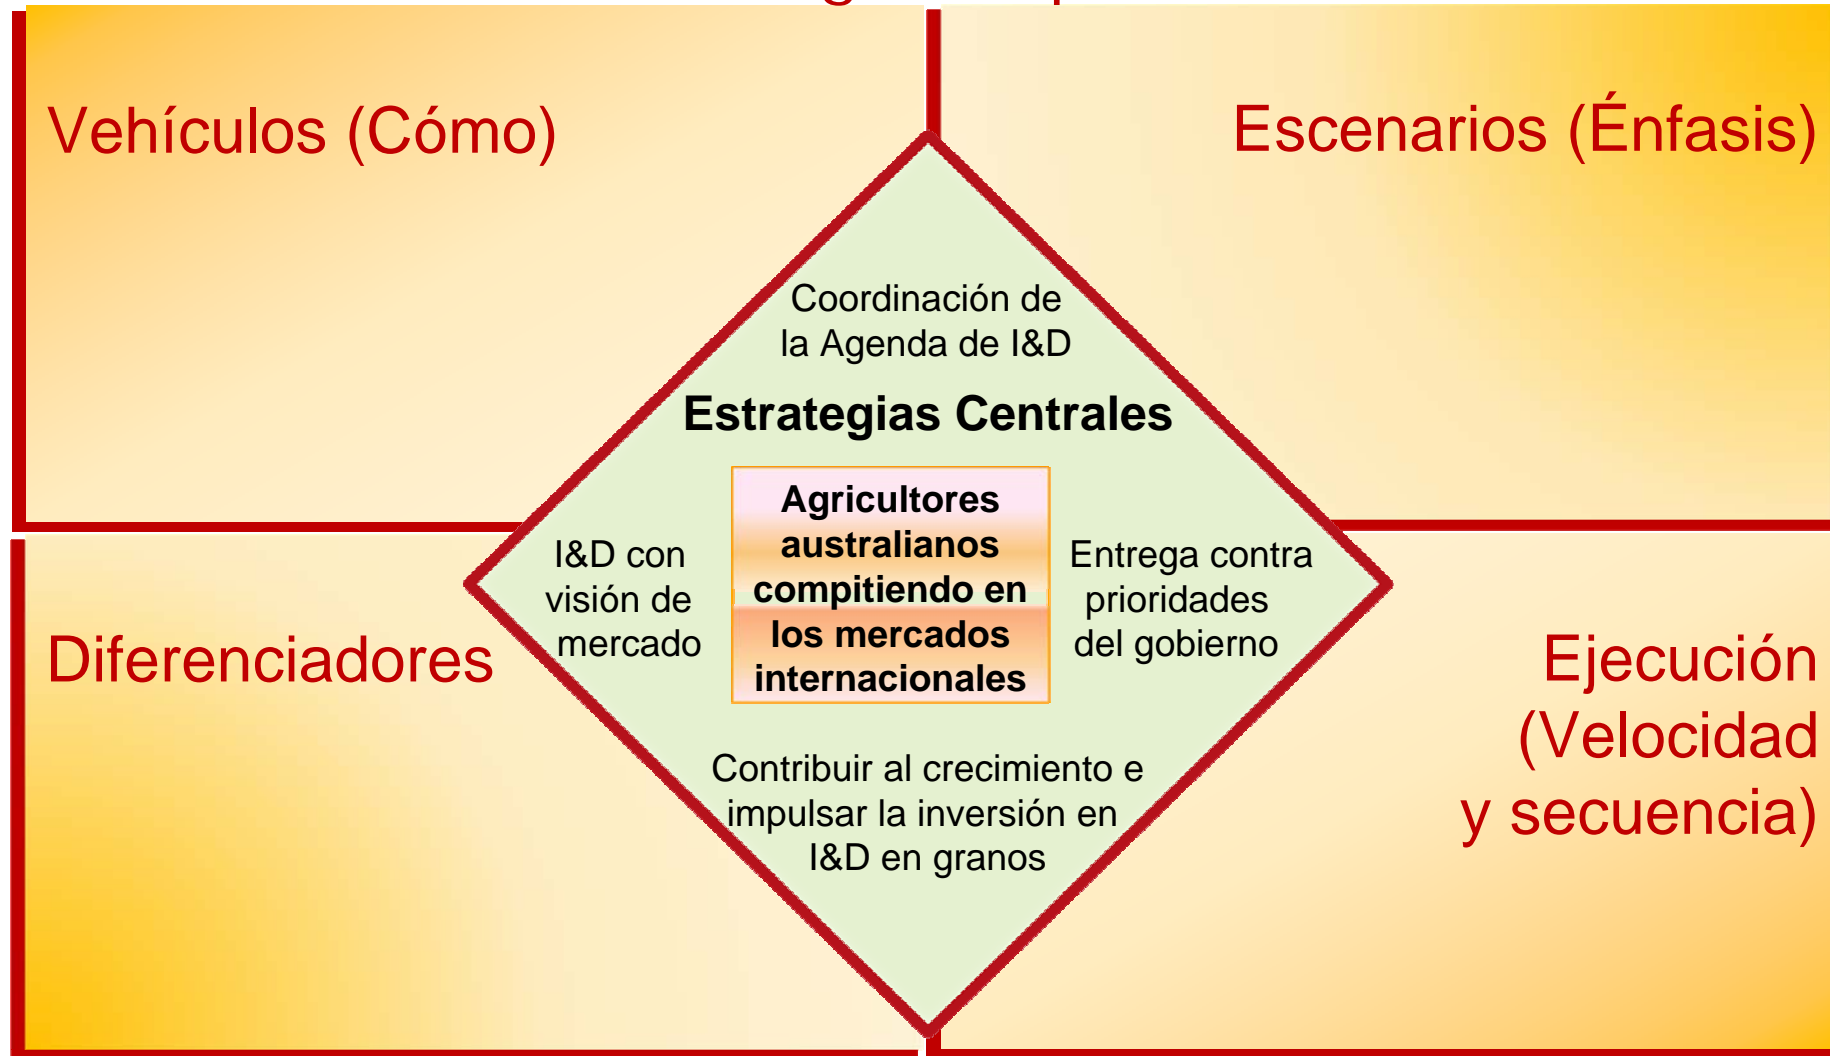 Vehículos (Cómo)
Escenarios (Énfasis)
Coordinación de
la Agenda de I&D
Estrategias Centrales
I&D con
visión de
mercado
Agricultores
australianos
compitiendo en
los mercados
internacionales
Entrega contra
prioridades
del gobierno
Contribuir al crecimiento e
impulsar la inversión en
I&D en granos
Diferenciadores
Ejecución
(Velocidad
y secuencia)